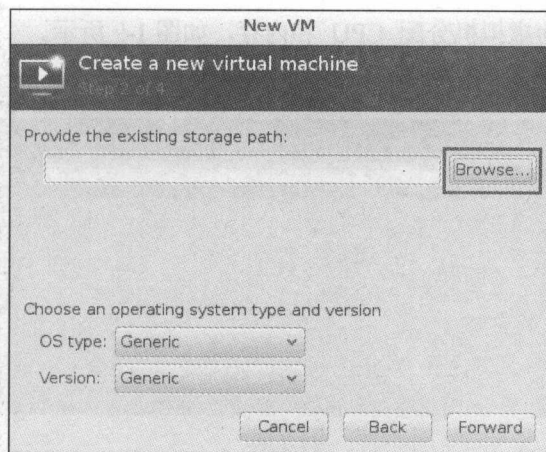 New VM
Create a new virtual machine
Step 2 of 4
Provide the existing storage path:
Browse...
Choose an operating system type and version
OS type: Generic
Version: Generic
Cancel Back Forward